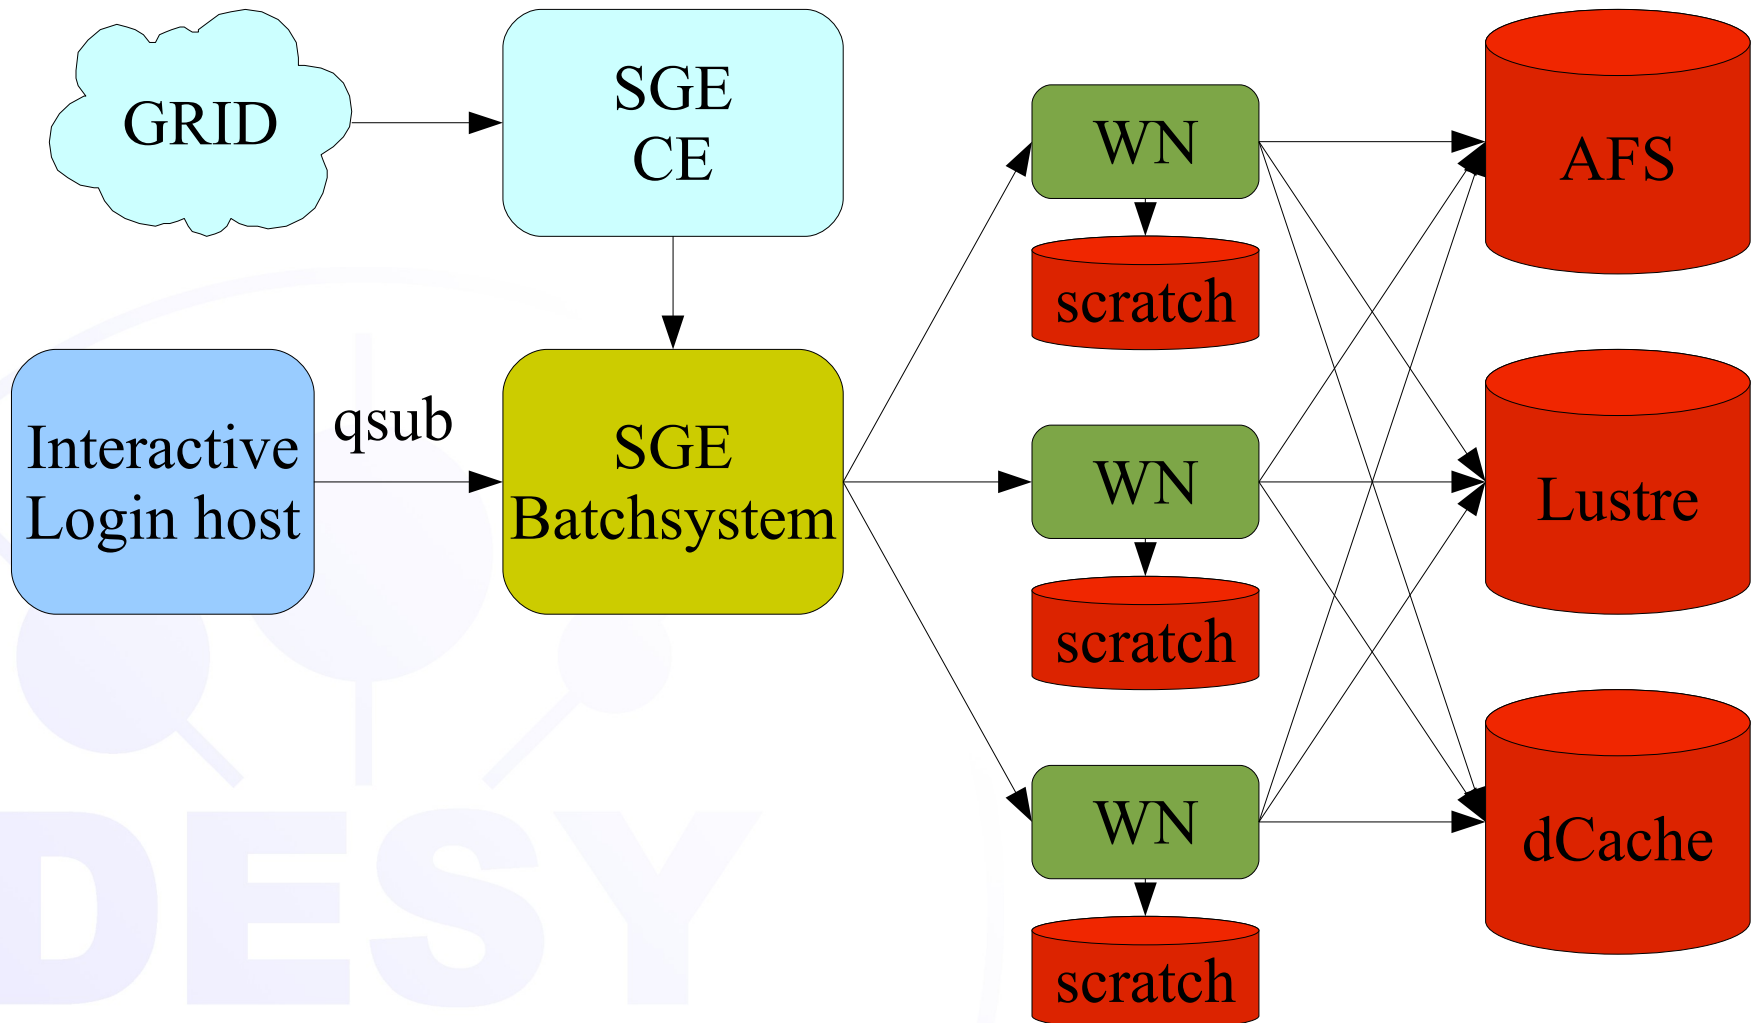 GRID
SGE
CE
WN
AFS
scratch
Interactive
Login host
qsub
SGE
Batchsystem
WN
Lustre
scratch
WN
dCache
scratch
DESY